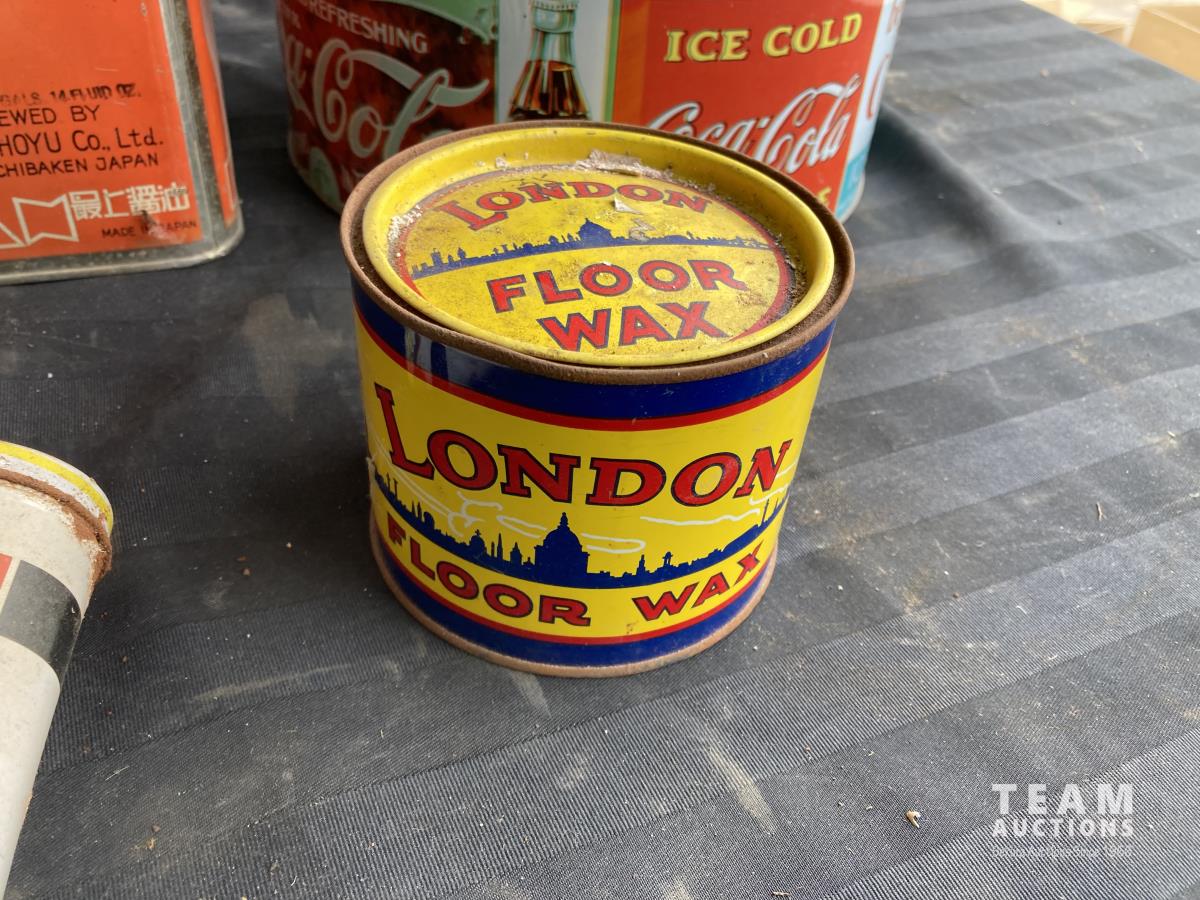 GALS. 14 FLUID OZ.
EWED BY
HOYU Co., Ltd.
CHIBAKEN JAPAN
最上醤油
MADE IN JAPAN
REFRESHING
Coca-Cola
ICE COLD
Coca-Cola
LONDON
FLOOR
WAX
LONDON
FLOOR WAX
TEAM
AUCTIONS